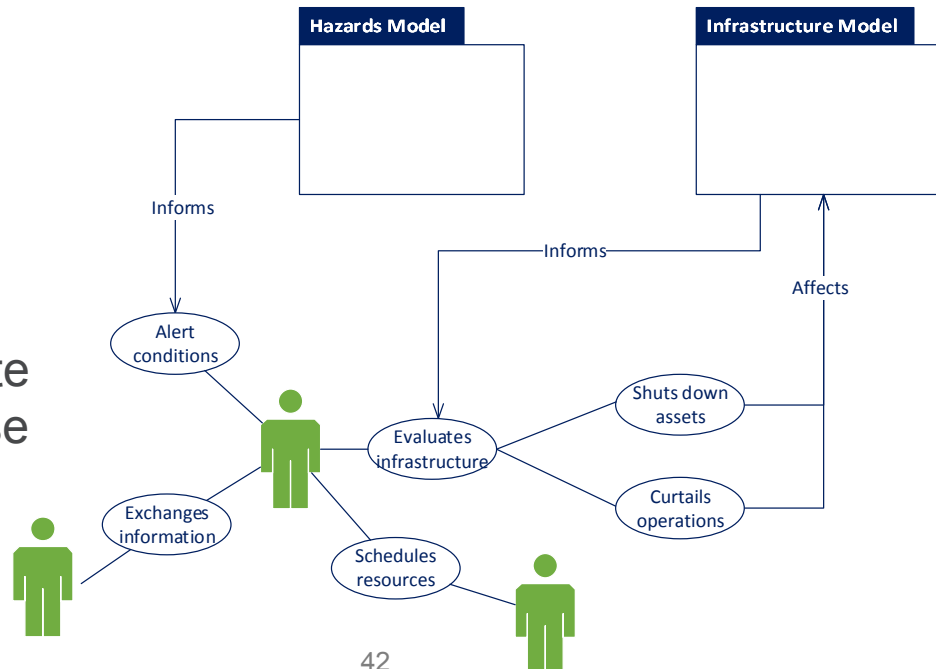 Hazards Model
Infrastructure Model
Informs
Informs
Affects
Alert
conditions
Shuts down
assets
Evaluates
infrastructure
Curtails
operations
Exchanges
information
Schedules
resources
42